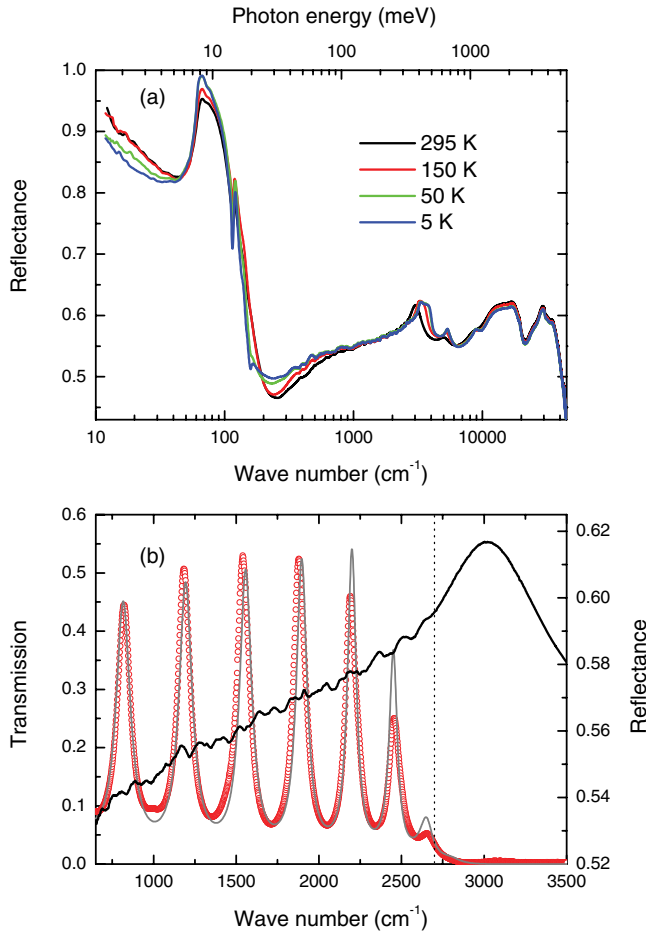 Photon energy (meV)
10 100 1000
(a)
1.0
0.9
0.8
0.7
0.6
0.5
Reflectance
295 K
150 K
50 K
5 K
10 100 1000 10000
Wave number (cm⁻¹)
(b)
0.6
0.5
0.4
0.3
0.2
0.1
0.0
Transmission
0.62
0.60
0.58
0.56
0.54
0.52
Reflectance
1000 1500 2000 2500 3000 3500
Wave number (cm⁻¹)